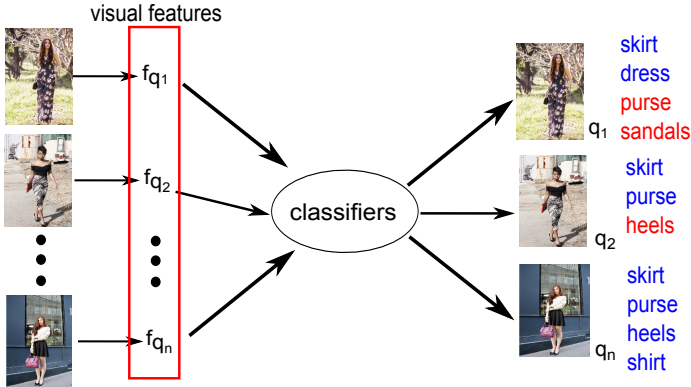 visual features
fq1
fq2
fqn
classifiers
q1
skirt
dress
purse
sandals
q2
skirt
purse
heels
qn
skirt
purse
heels
shirt